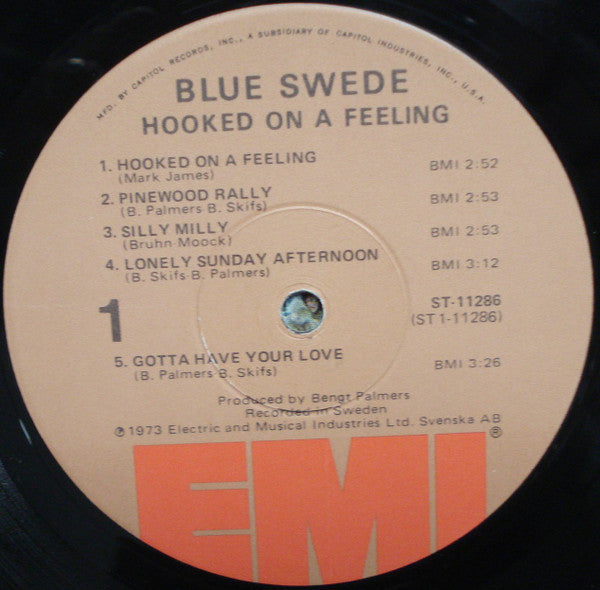 MFD. BY CAPITOL RECORDS, INC., A SUBSIDIARY OF CAPITOL INDUSTRIES, INC., U.S.A.
BLUE SWEDE
HOOKED ON A FEELING
1. HOOKED ON A FEELING BMI 2:52
(Mark James)
2. PINEWOOD RALLY BMI 2:53
(B. Palmers-B. Skifs)
3. SILLY MILLY BMI 2:53
(Bruhn Moock)
4. LONELY SUNDAY AFTERNOON BMI 3:12
(B. Skifs-B. Palmers)
1 ST-11286
(ST 1-11286)
5. GOTTA HAVE YOUR LOVE BMI 3:26
(B. Palmers-B. Skifs)
Produced by Bengt Palmers
Recorded in Sweden
℗ 1973 Electric and Musical Industries Ltd. Svenska AB
EMI ®